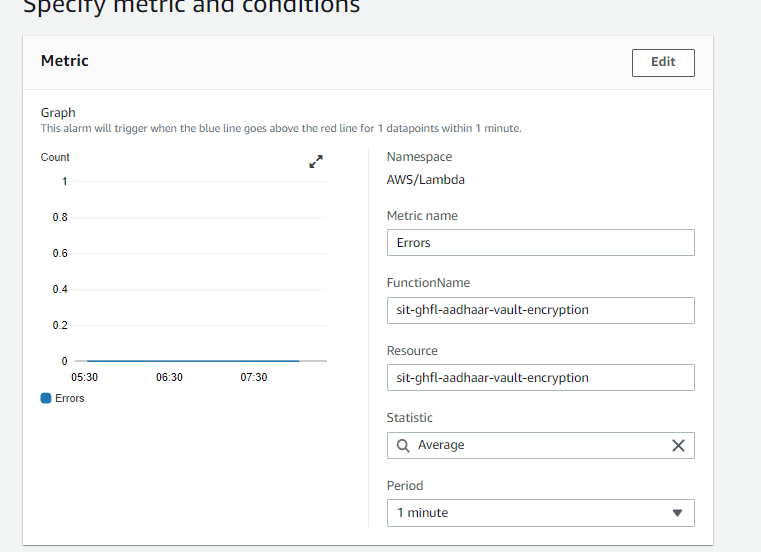 Specify metric and conditions
Metric
Edit
Graph
This alarm will trigger when the blue line goes above the red line for 1 datapoints within 1 minute.
Count
1
0.8
0.6
0.4
0.2
0
05:30 06:30 07:30
Errors
Namespace
AWS/Lambda
Metric name
Errors
FunctionName
sit-ghfl-aadhaar-vault-encryption
Resource
sit-ghfl-aadhaar-vault-encryption
Statistic
Average
Period
1 minute